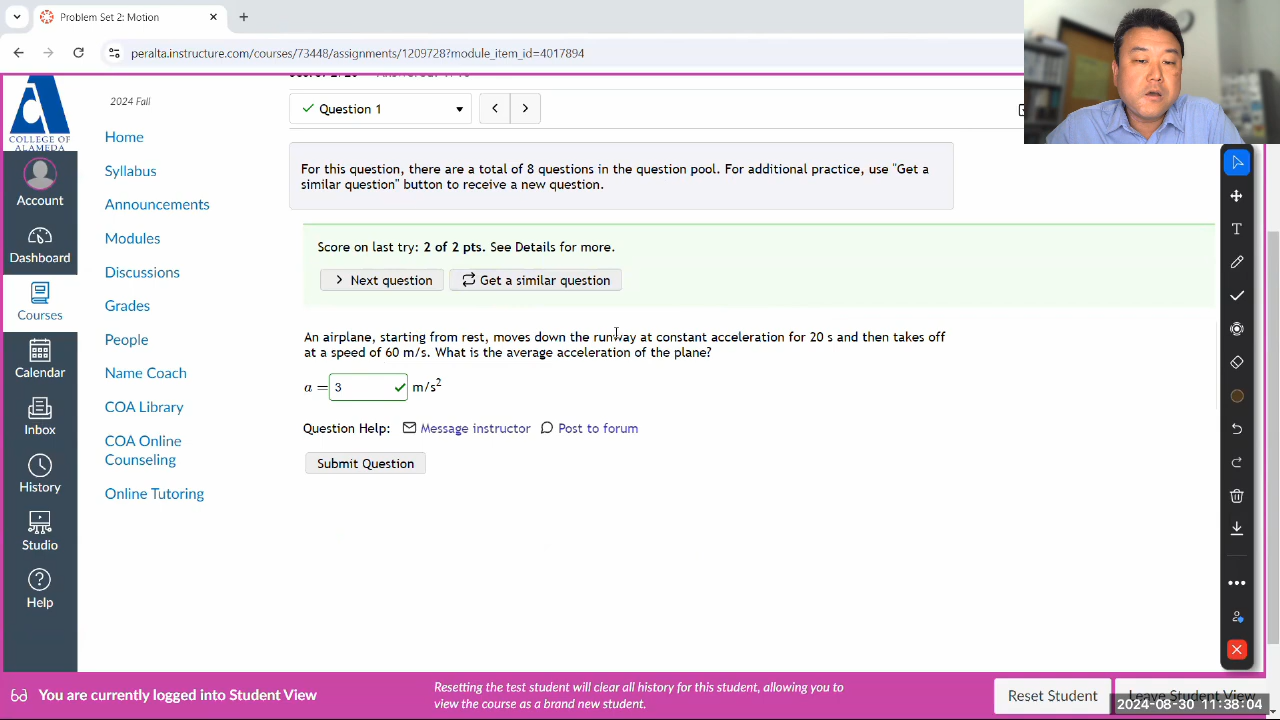 Problem Set 2: Motion
peralta.instructure.com/courses/73448/assignments/1209728?module_item_id=4017894
COLLEGE OF
ALAMEDA
Account
Dashboard
Courses
Calendar
Inbox
History
Studio
Help
2024 Fall
Home
Syllabus
Announcements
Modules
Discussions
Grades
People
Name Coach
COA Library
COA Online
Counseling
Online Tutoring
Question 1
For this question, there are a total of 8 questions in the question pool. For additional practice, use "Get a
similar question" button to receive a new question.
Score on last try: 2 of 2 pts. See Details for more.
Next question
Get a similar question
An airplane, starting from rest, moves down the runway at constant acceleration for 20 s and then takes off
at a speed of 60 m/s. What is the average acceleration of the plane?
a = 3 m/s²
Question Help: Message instructor Post to forum
Submit Question
You are currently logged into Student View
Resetting the test student will clear all history for this student, allowing you to
view the course as a brand new student.
Reset Student
Leave Student View
2024-08-30 11:38:04